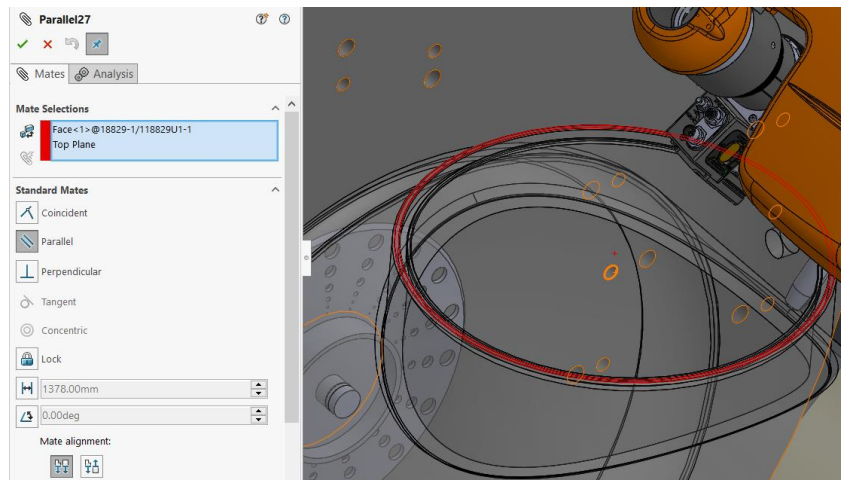 Parallel27
Mates
Analysis
Mate Selections
Face<1>@18829-1/118829U1-1
Top Plane
Standard Mates
Coincident
Parallel
Perpendicular
Tangent
Concentric
Lock
1378.00mm
0.00deg
Mate alignment: